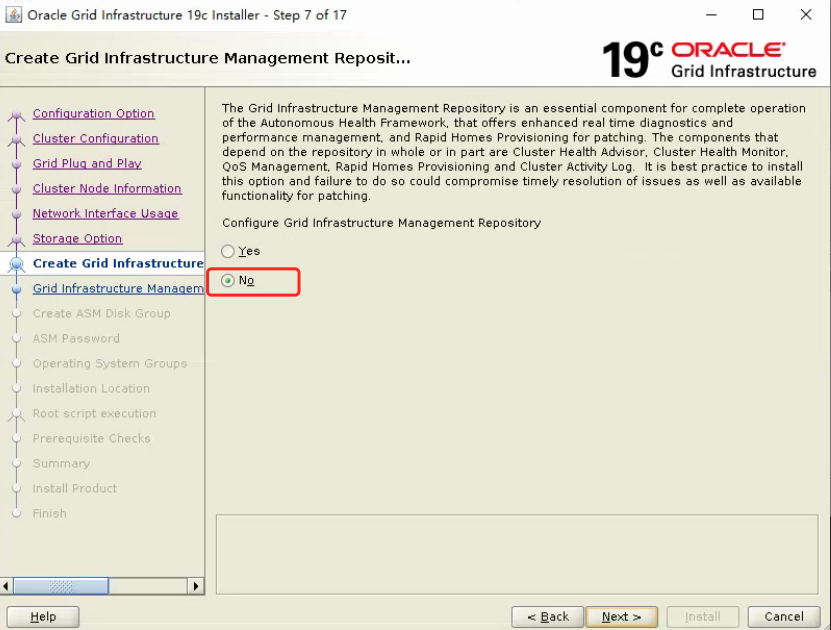 Oracle Grid Infrastructure 19c Installer - Step 7 of 17
Create Grid Infrastructure Management Reposit...
19c ORACLE
Grid Infrastructure
Configuration Option
Cluster Configuration
Grid Plug and Play
Cluster Node Information
Network Interface Usage
Storage Option
Create Grid Infrastructure
Grid Infrastructure Managem
Create ASM Disk Group
ASM Password
Operating System Groups
Installation Location
Root script execution
Prerequisite Checks
Summary
Install Product
Finish
The Grid Infrastructure Management Repository is an essential component for complete operation
of the Autonomous Health Framework, that offers enhanced real time diagnostics and
performance management, and Rapid Homes Provisioning for patching. The components that
depend on the repository in whole or in part are Cluster Health Advisor, Cluster Health Monitor,
QoS Management, Rapid Homes Provisioning and Cluster Activity Log.  It is best practice to install
this option and failure to do so could compromise timely resolution of issues as well as available
functionality for patching.
Configure Grid Infrastructure Management Repository
Yes
No
Help
< Back
Next >
Install
Cancel